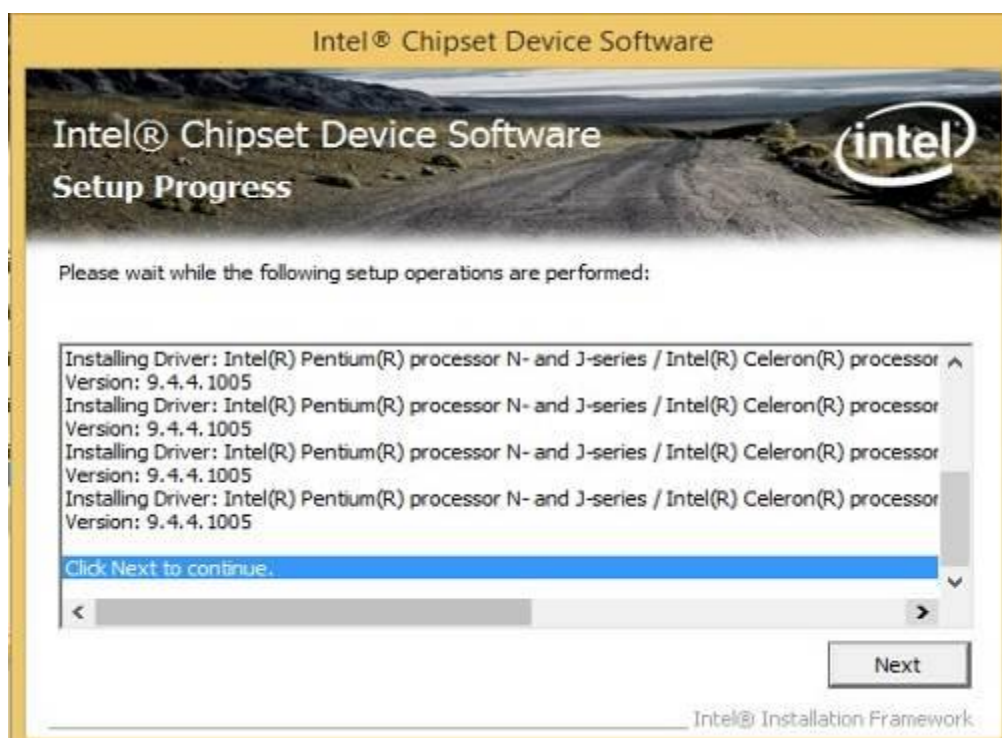 Intel® Chipset Device Software
Intel® Chipset Device Software
intel
Setup Progress
Please wait while the following setup operations are performed:
Installing Driver: Intel(R) Pentium(R) processor N- and J-series / Intel(R) Celeron(R) processor
Version: 9.4.4.1005
Installing Driver: Intel(R) Pentium(R) processor N- and J-series / Intel(R) Celeron(R) processor
Version: 9.4.4.1005
Installing Driver: Intel(R) Pentium(R) processor N- and J-series / Intel(R) Celeron(R) processor
Version: 9.4.4.1005
Installing Driver: Intel(R) Pentium(R) processor N- and J-series / Intel(R) Celeron(R) processor
Version: 9.4.4.1005
Click Next to continue.
Next
Intel® Installation Framework